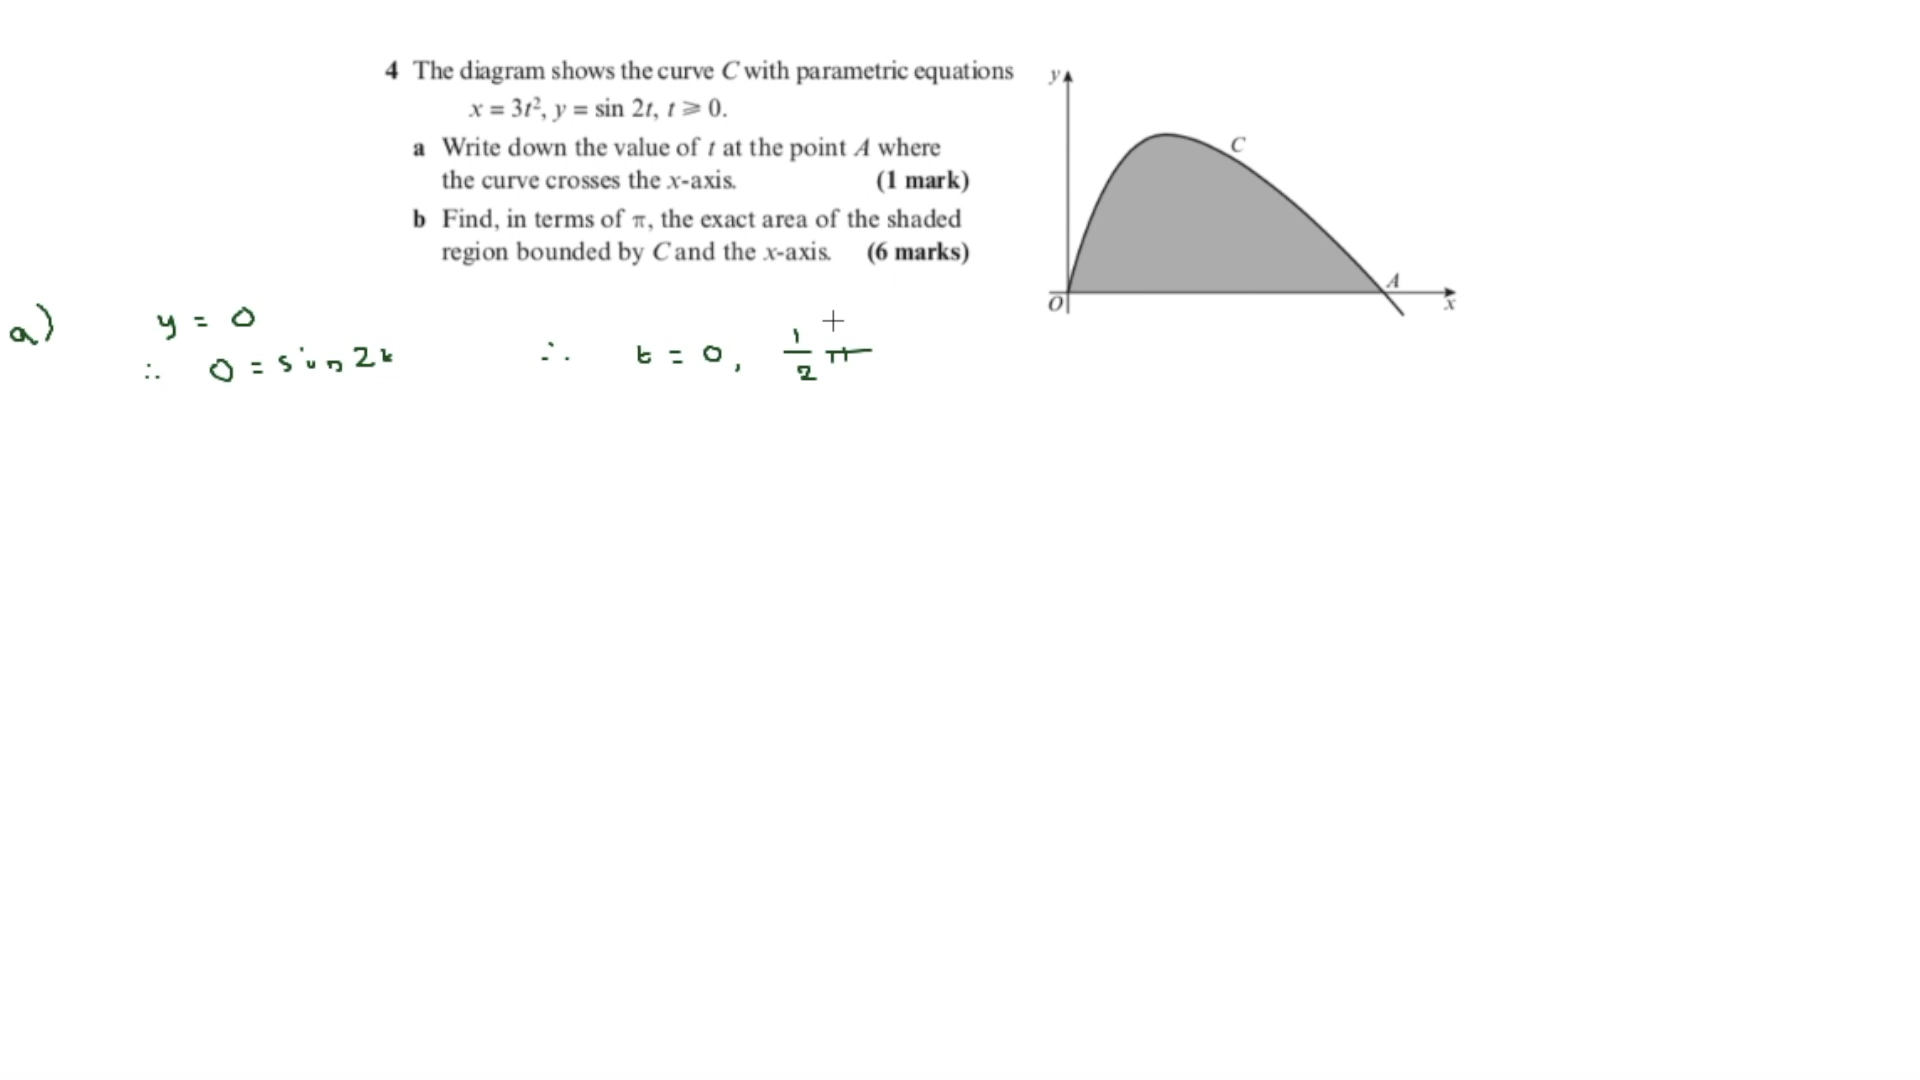 4 The diagram shows the curve C with parametric equations
x = 3t², y = sin 2t, t ⩾ 0.
a Write down the value of t at the point A where
the curve crosses the x-axis. (1 mark)
b Find, in terms of π, the exact area of the shaded
region bounded by C and the x-axis. (6 marks)
y
C
A
O
x
a) y = 0
∴ 0 = sin 2t ∴ t = 0, 1/2 π